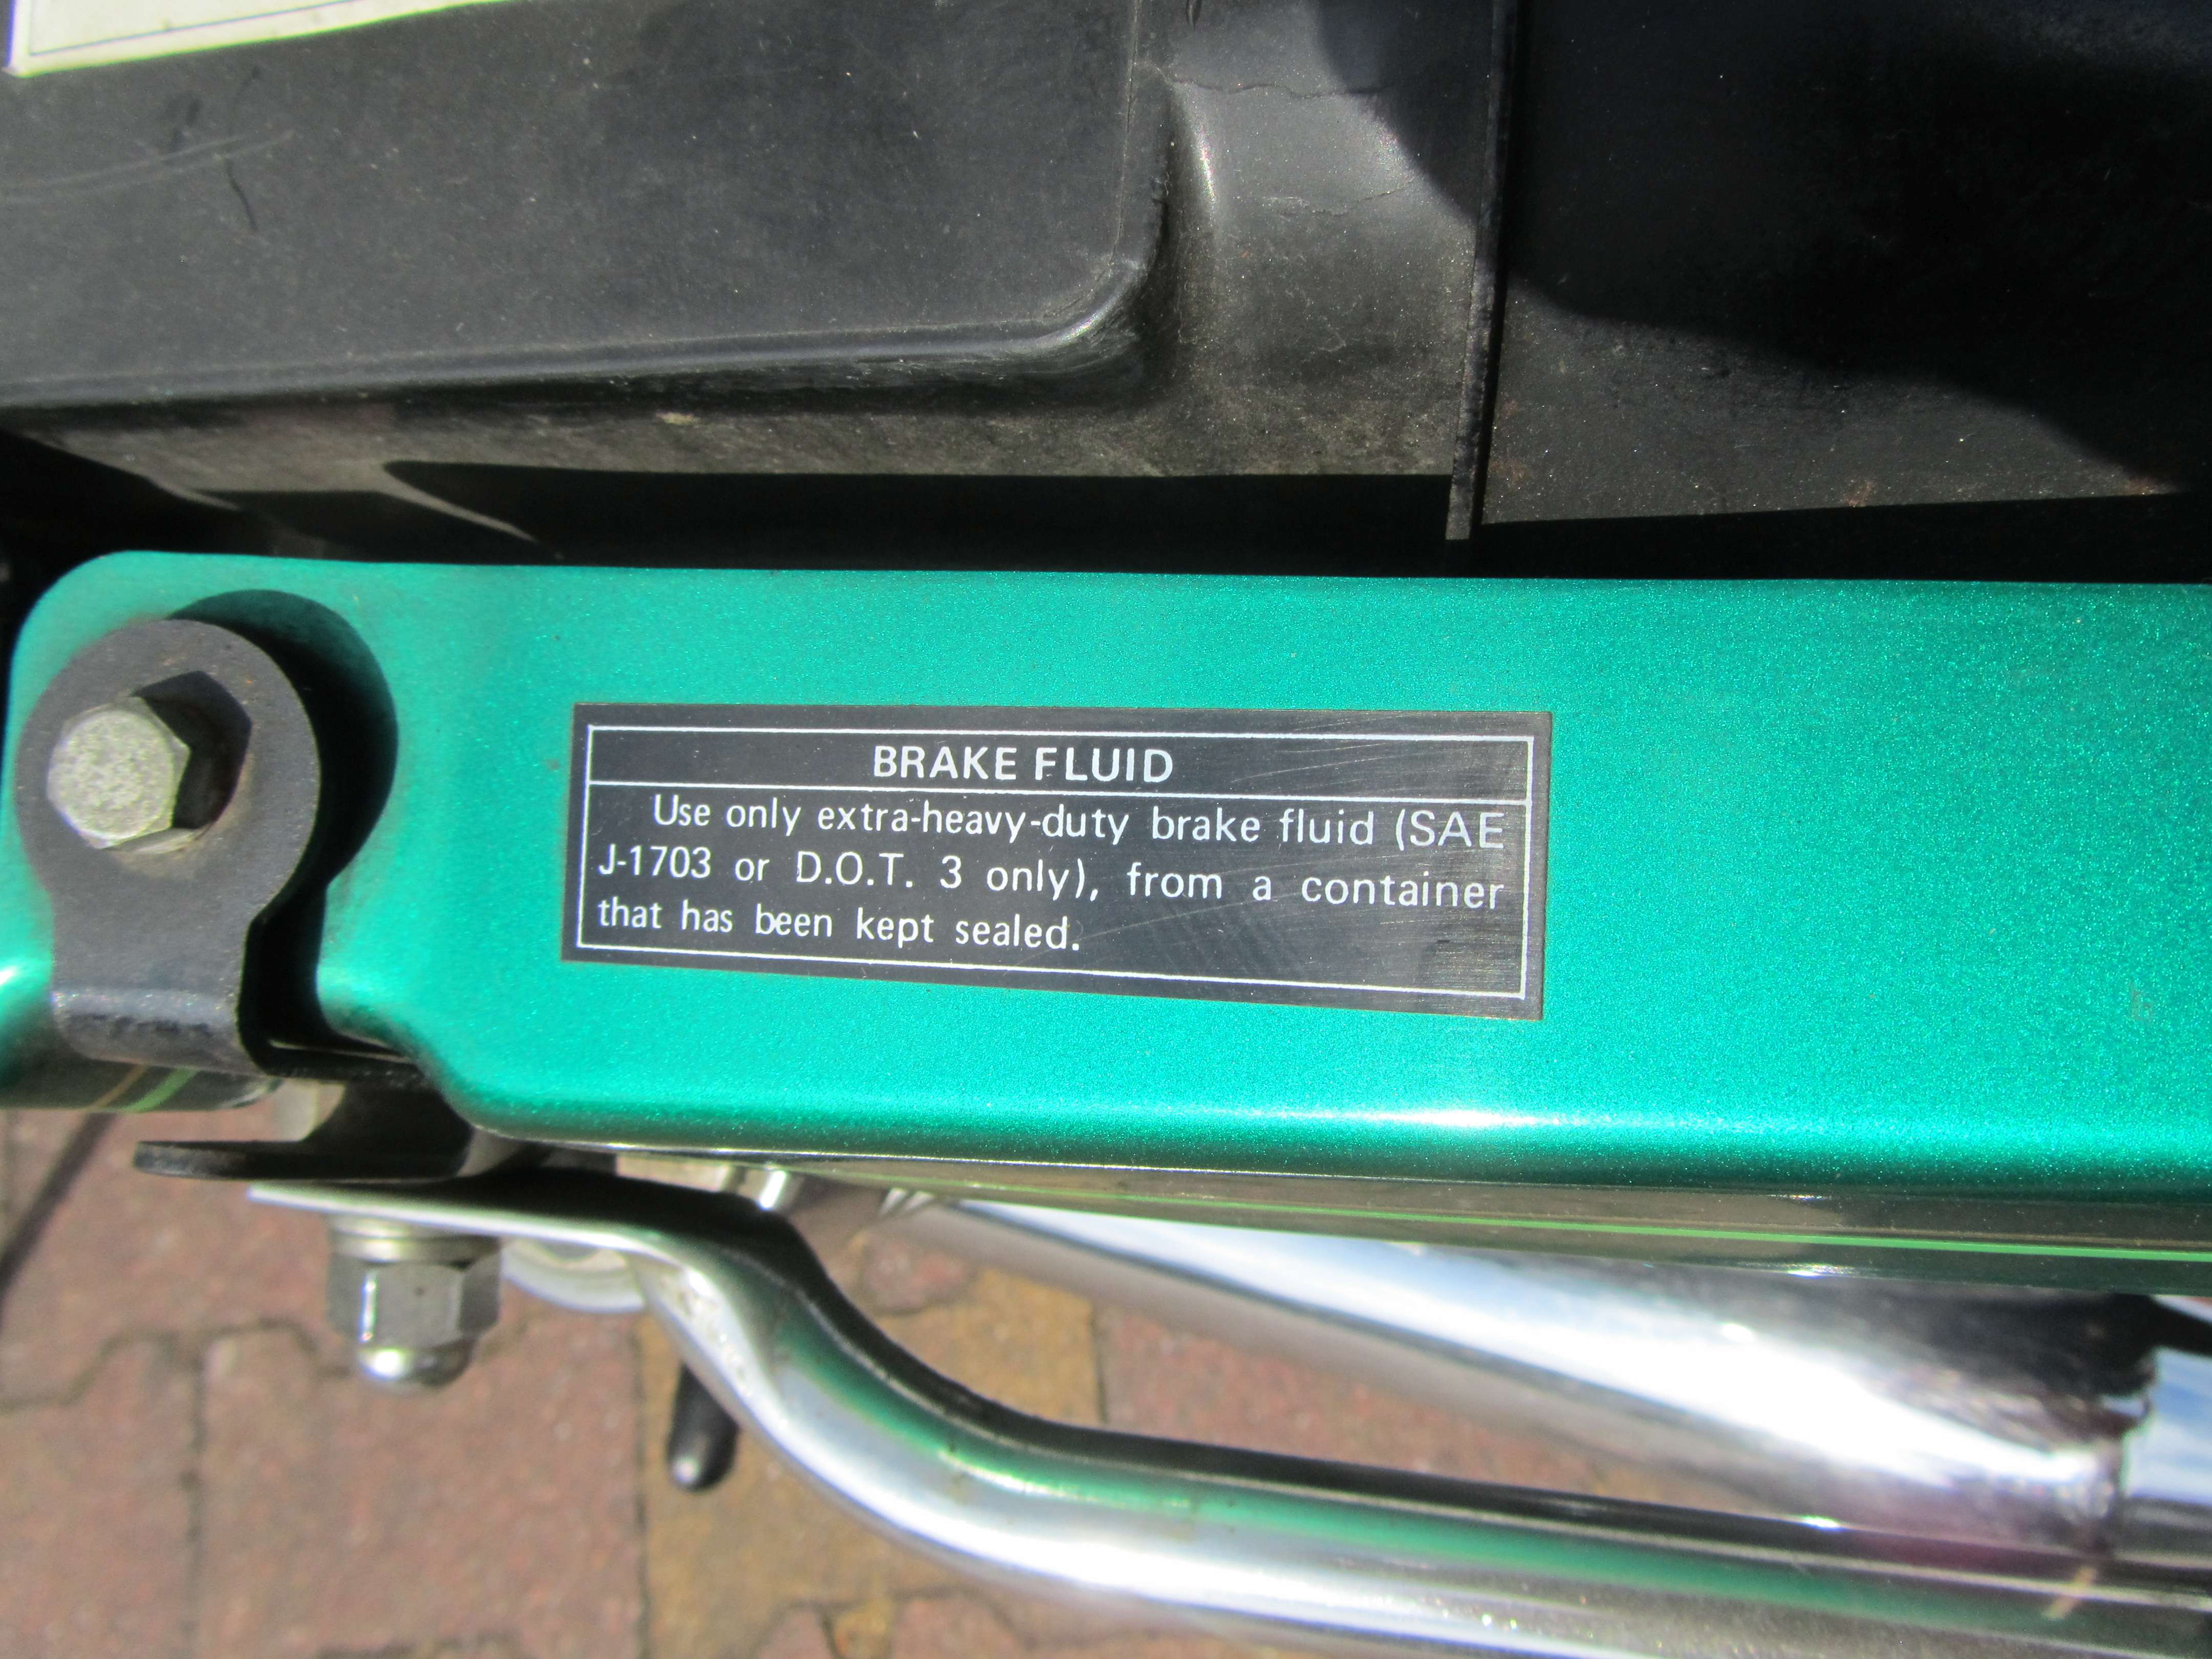 BRAKE FLUID
Use only extra-heavy-duty brake fluid (SAE
J-1703 or D.O.T. 3 only), from a container
that has been kept sealed.